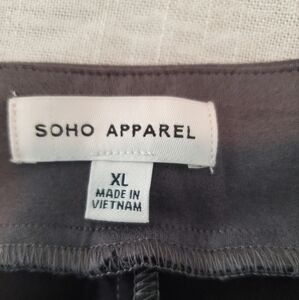 SOHO APPAREL
XL
MADE IN
VIETNAM